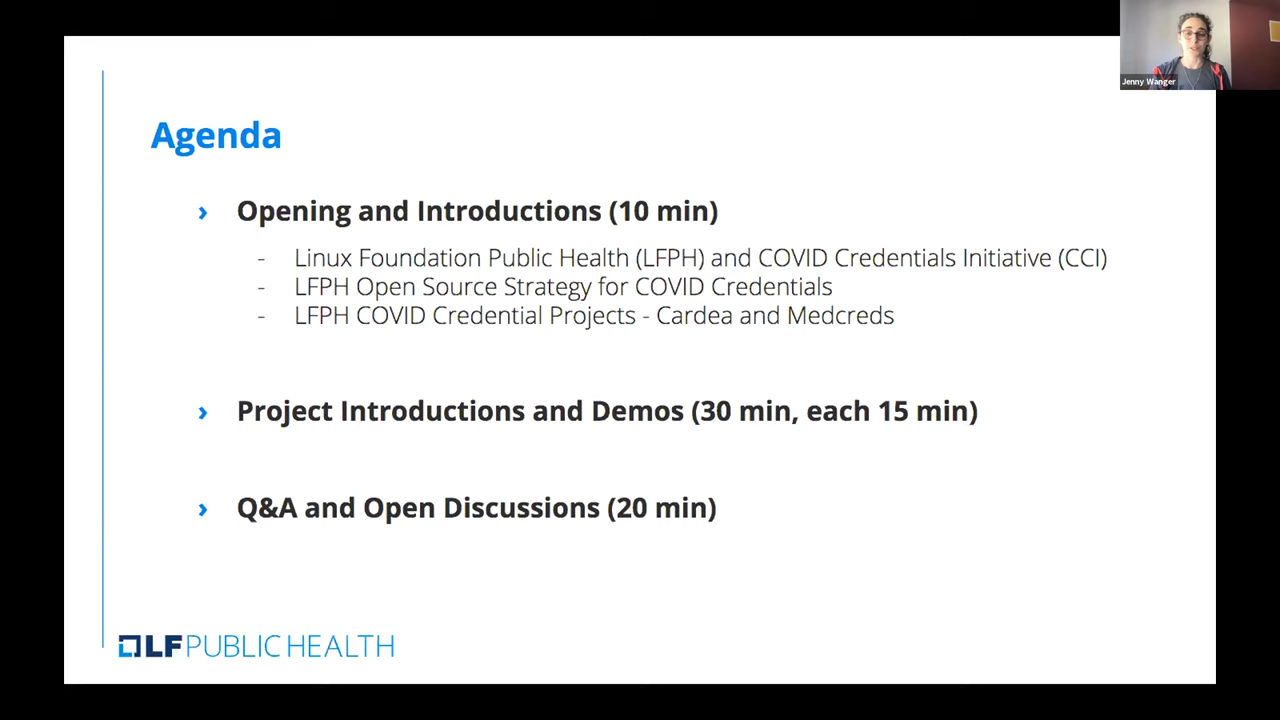 Jenny Wanger
Agenda
› Opening and Introductions (10 min)
- Linux Foundation Public Health (LFPH) and COVID Credentials Initiative (CCI)
- LFPH Open Source Strategy for COVID Credentials
- LFPH COVID Credential Projects - Cardea and Medcreds
› Project Introductions and Demos (30 min, each 15 min)
› Q&A and Open Discussions (20 min)
LF PUBLIC HEALTH